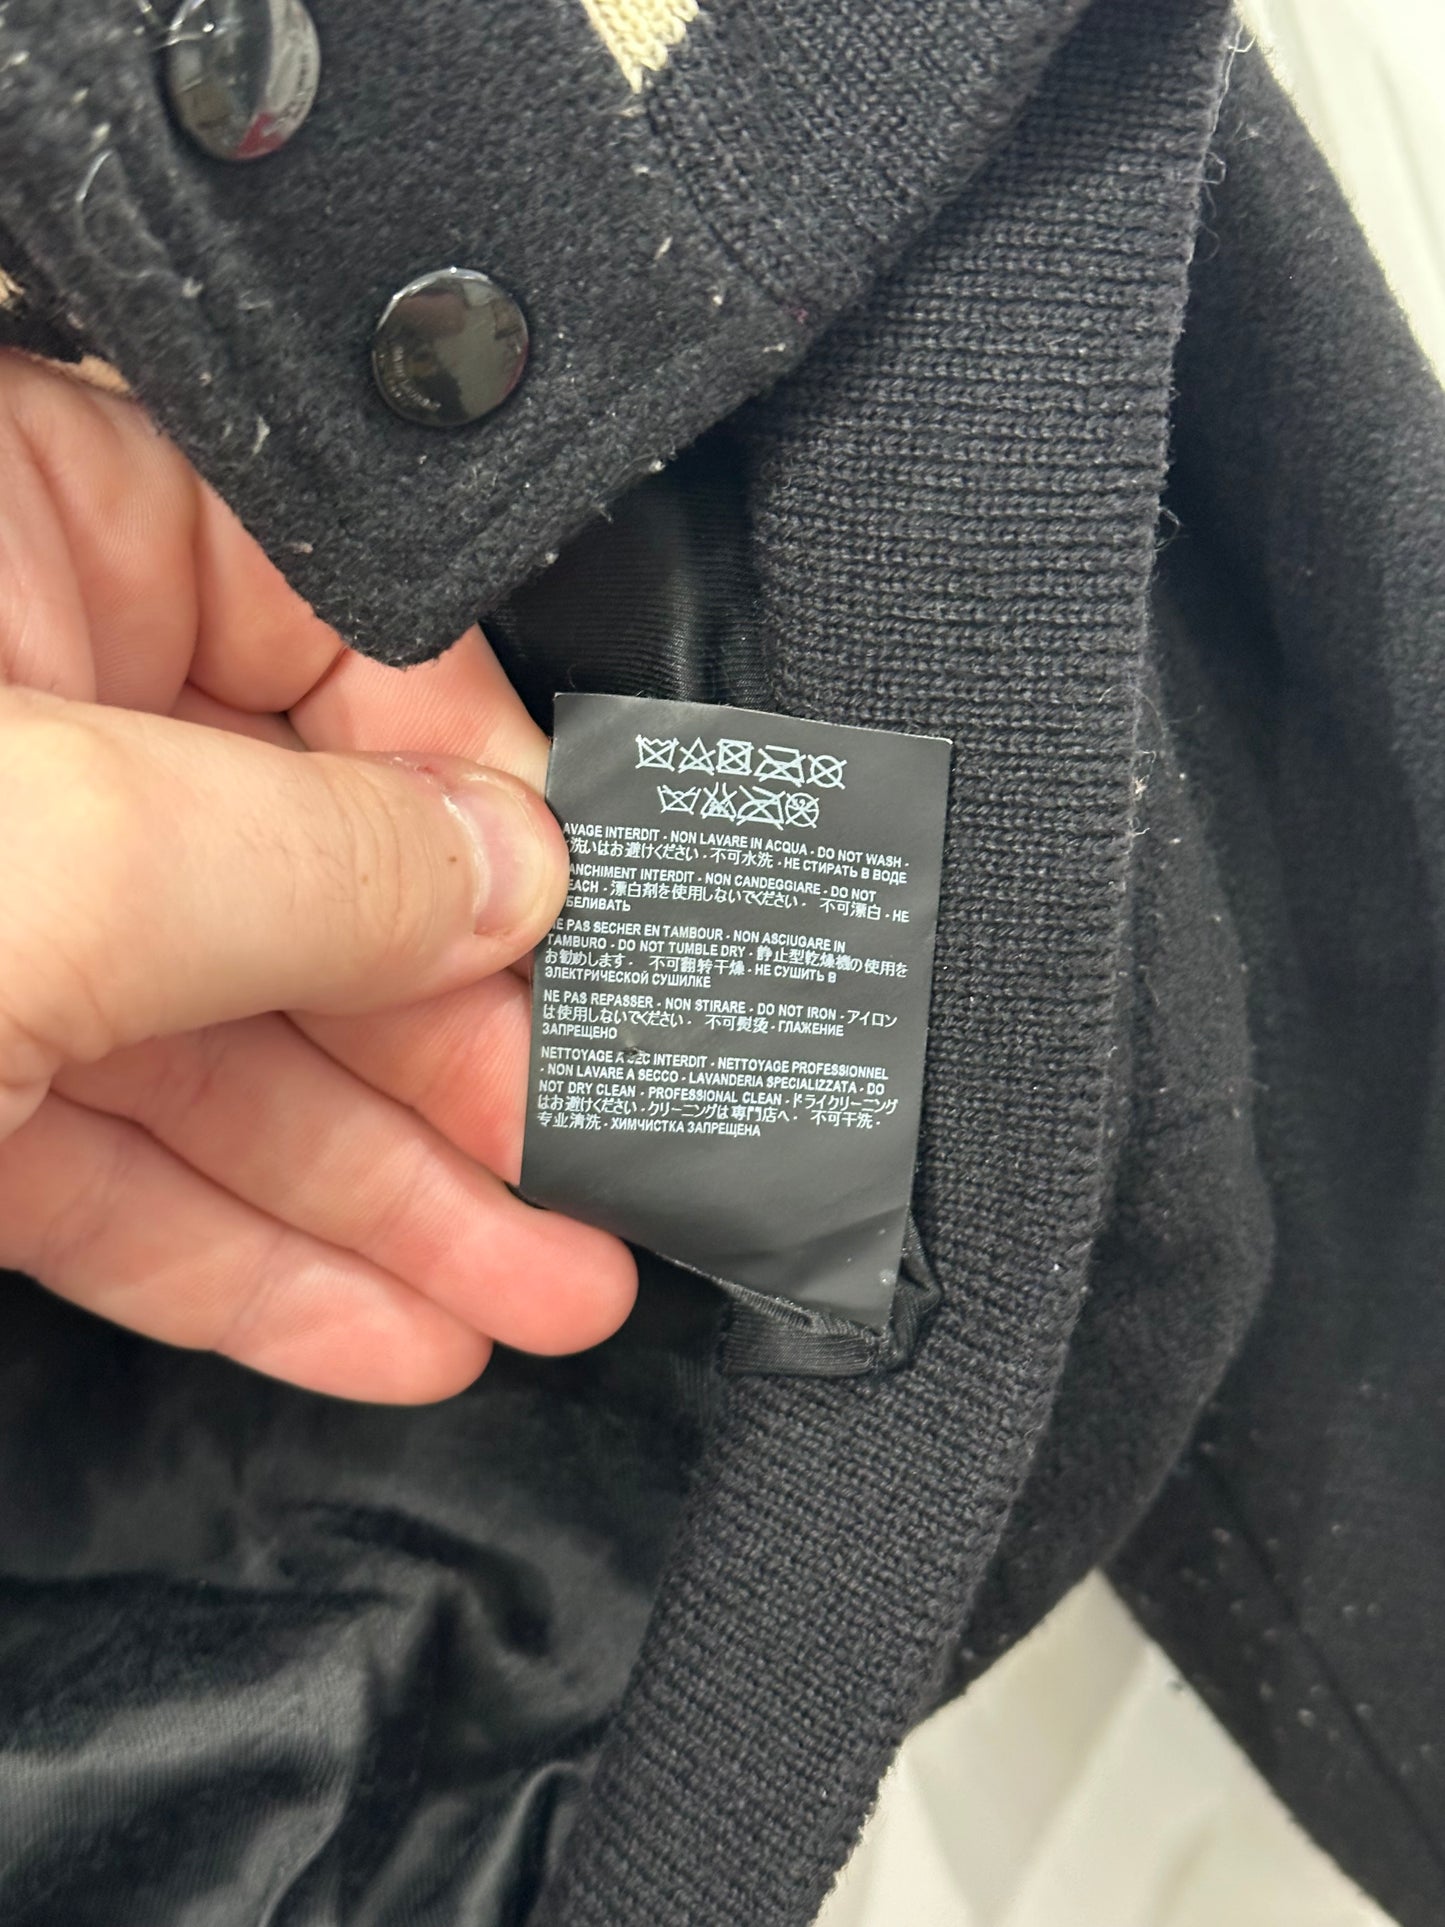 AVAGE INTERDIT - NON LAVARE IN ACQUA - DO NOT WASH -
洗いはお避けください - 不可水洗 - НЕ СТИРАТЬ В ВОДЕ
ANCHIMENT INTERDIT - NON CANDEGGIARE - DO NOT
EACH - 漂白剤を使用しないでください - 不可漂白 - НЕ
БЕЛИВАТЬ
E PAS SECHER EN TAMBOUR - NON ASCIUGARE IN
TAMBURO - DO NOT TUMBLE DRY - 静止型乾燥機の使用を
お勧めします - 不可翻转干燥 - НЕ СУШИТЬ В
ЭЛЕКТРИЧЕСКОЙ СУШИЛКЕ
NE PAS REPASSER - NON STIRARE - DO NOT IRON - アイロン
は使用しないでください - 不可熨烫 - ГЛАЖЕНИЕ
ЗАПРЕЩЕНО
NETTOYAGE A SEC INTERDIT - NETTOYAGE PROFESSIONNEL
- NON LAVARE A SECCO - LAVANDERIA SPECIALIZZATA - DO
NOT DRY CLEAN - PROFESSIONAL CLEAN - ドライクリーニング
はお避けください - クリーニングは専門店へ - 不可干洗 -
专业清洗 - ХИМЧИСТКА ЗАПРЕЩЕНА